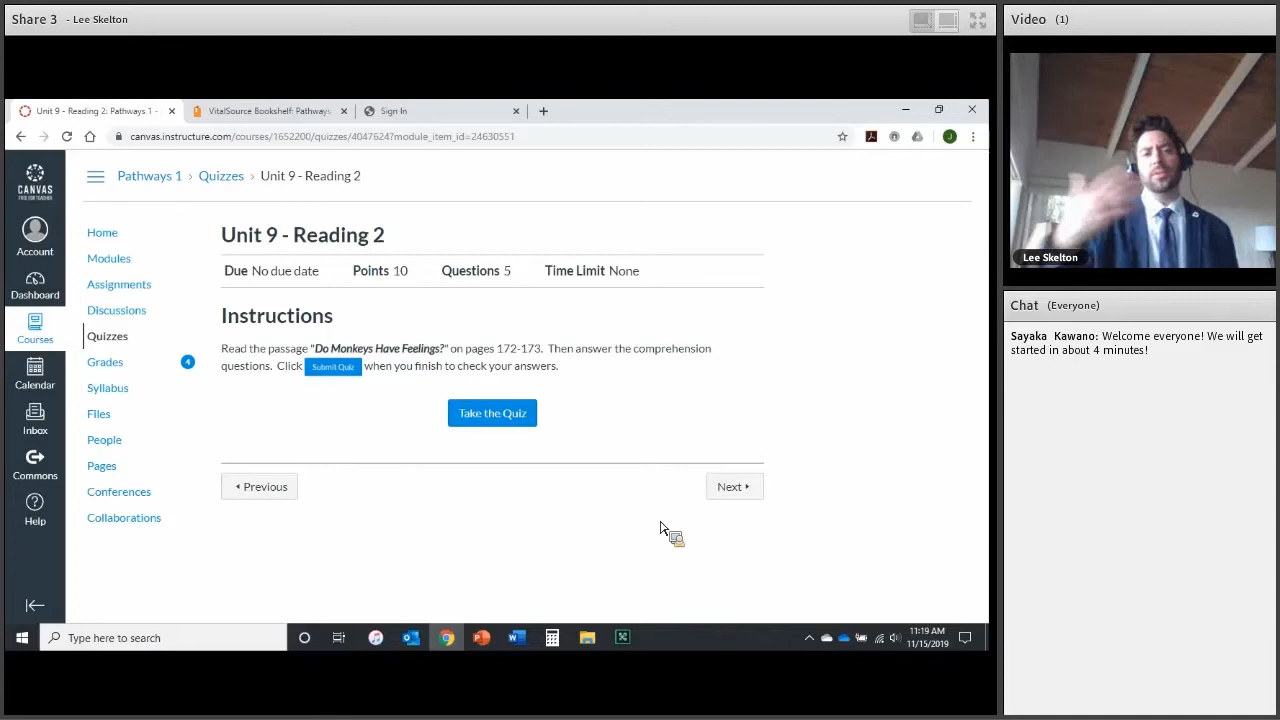 Share 3 - Lee Skelton
Video (1)
Unit 9 - Reading 2: Pathways 1 -
VitalSource Bookshelf: Pathways
Sign In
canvas.instructure.com/courses/1652200/quizzes/4047624?module_item_id=24630551
J
CANVAS
FREE FOR TEACHER
Account
Dashboard
Courses
Calendar
Inbox
Commons
Help
Pathways 1 › Quizzes › Unit 9 - Reading 2
Home
Modules
Assignments
Discussions
Quizzes
Grades 4
Syllabus
Files
People
Pages
Conferences
Collaborations
Unit 9 - Reading 2
Due No due date Points 10 Questions 5 Time Limit None
Instructions
Read the passage "Do Monkeys Have Feelings?" on pages 172-173. Then answer the comprehension
questions. Click Submit Quiz when you finish to check your answers.
Take the Quiz
Previous
Next
Type here to search
11:19 AM
11/15/2019
Lee Skelton
Chat (Everyone)
Sayaka Kawano: Welcome everyone! We will get
started in about 4 minutes!